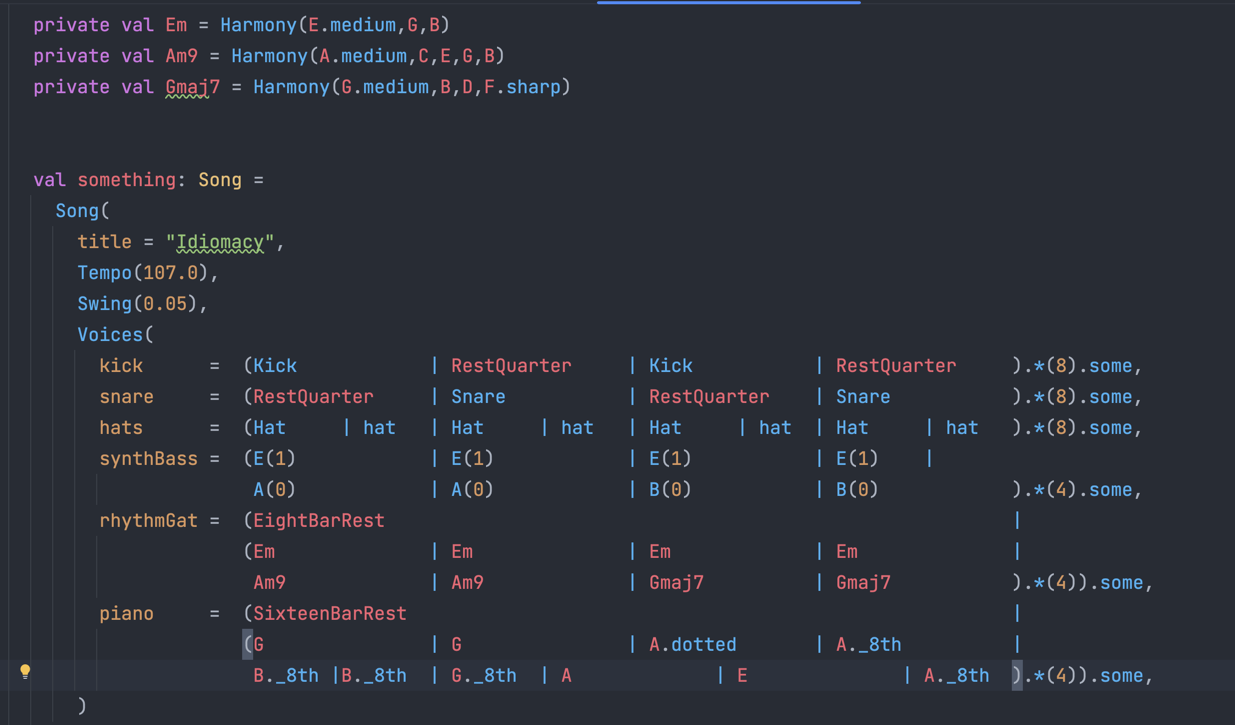 private val Em = Harmony(E.medium,G,B)
private val Am9 = Harmony(A.medium,C,E,G,B)
private val Gmaj7 = Harmony(G.medium,B,D,F.sharp)
val something: Song =
Song(
title = "Idiomacy",
Tempo(107.0),
Swing(0.05),
Voices(
kick = (Kick | RestQuarter | Kick | RestQuarter ).*(8).some,
snare = (RestQuarter | Snare | RestQuarter | Snare ).*(8).some,
hats = (Hat | hat | Hat | hat | Hat | hat | Hat | hat ).*(8).some,
synthBass = (E(1) | E(1) | E(1) | E(1) |
A(0) | A(0) | B(0) | B(0) ).*(4).some,
rhythmGat = (EightBarRest |
(Em | Em | Em | Em |
Am9 | Am9 | Gmaj7 | Gmaj7 ).*(4)).some,
piano = (SixteenBarRest |
(G | G | A.dotted | A._8th |
B._8th |B._8th | G._8th | A | E | A._8th ).*(4)).some,
)